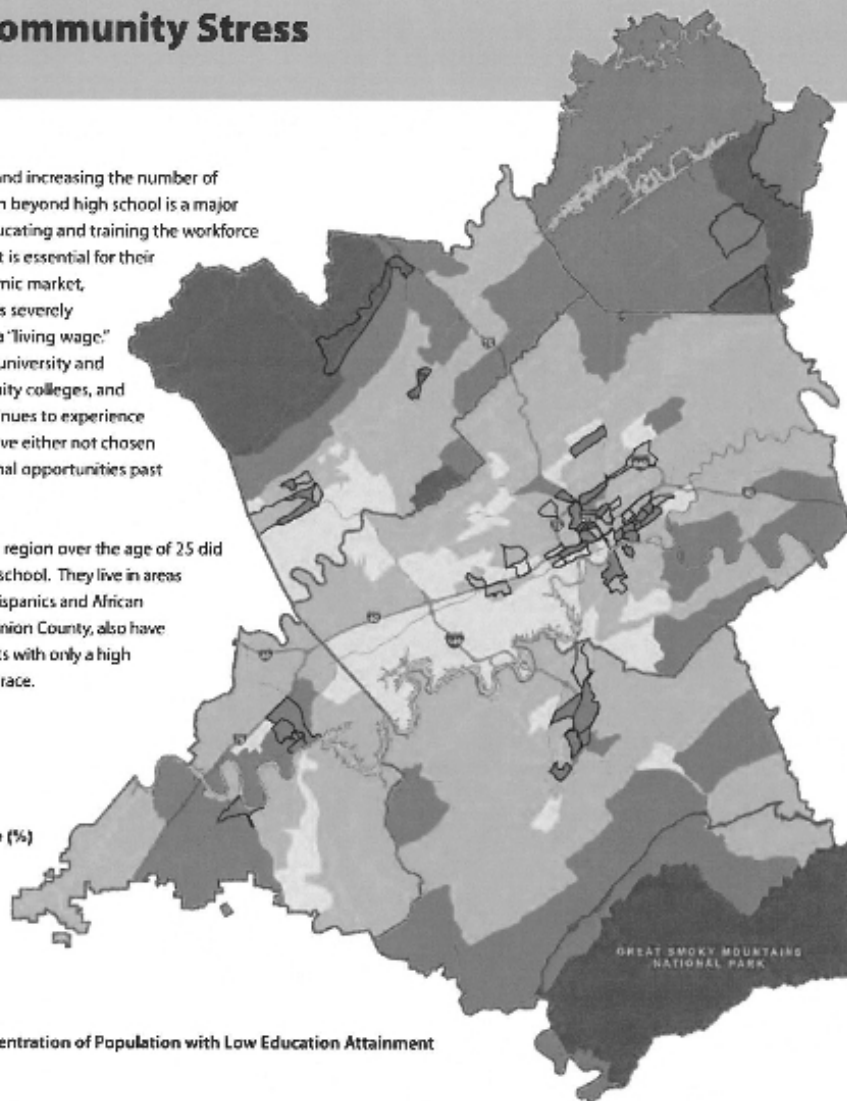 ommunity Stress
and increasing the number of
n beyond high school is a major
ucating and training the workforce
t is essential for their
mic market,
s severely
a "living wage."
university and
ity colleges, and
nues to experience
ve either not chosen
nal opportunities past
region over the age of 25 did
school. They live in areas
ispanics and African
nion County, also have
s with only a high
race.
(%)
GREAT SMOKY MOUNTAINS
NATIONAL PARK
entration of Population with Low Education Attainment